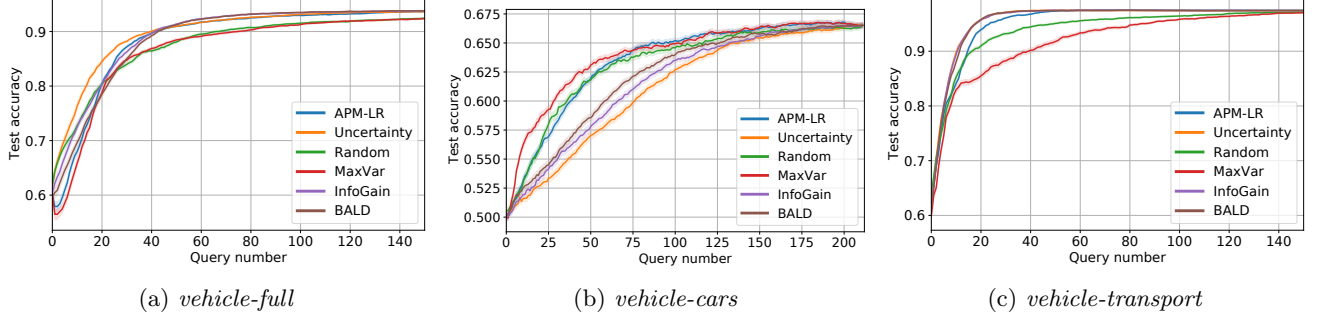 Test accuracy
0.9
0.8
0.7
0.6
0 20 40 60 80 100 120 140
Query number
APM-LR
Uncertainty
Random
MaxVar
InfoGain
BALD
(a) vehicle-full
Test accuracy
0.675
0.650
0.625
0.600
0.575
0.550
0.525
0.500
0 25 50 75 100 125 150 175 200
Query number
APM-LR
Uncertainty
Random
MaxVar
InfoGain
BALD
(b) vehicle-cars
Test accuracy
0.9
0.8
0.7
0.6
0 20 40 60 80 100 120 140
Query number
APM-LR
Uncertainty
Random
MaxVar
InfoGain
BALD
(c) vehicle-transport